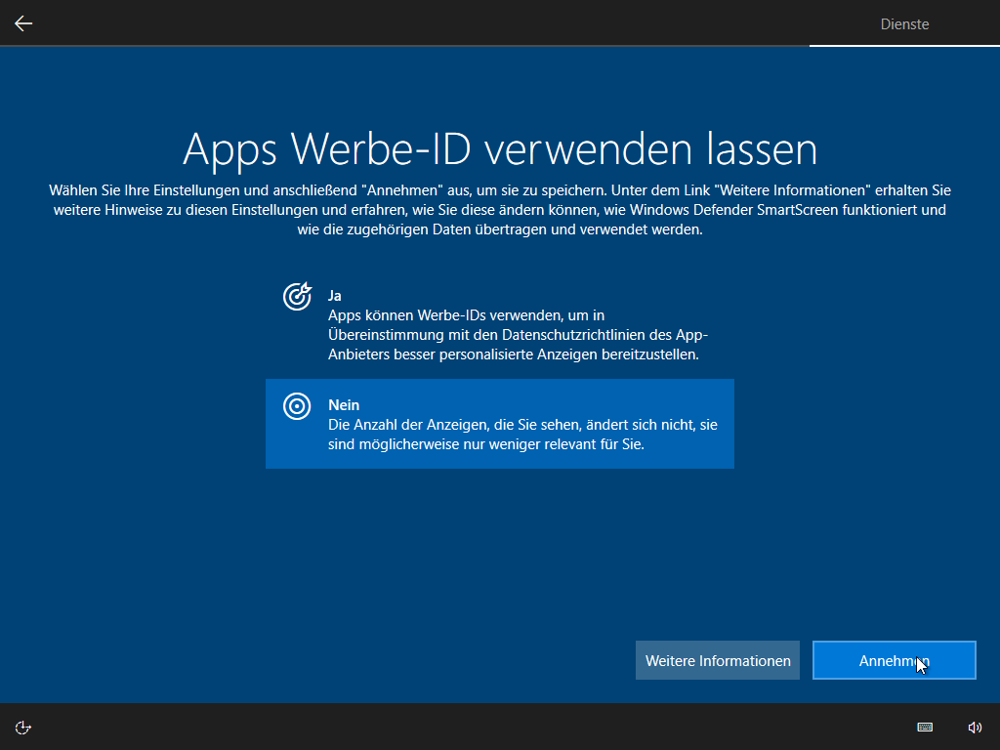 Dienste
Apps Werbe-ID verwenden lassen
Wählen Sie Ihre Einstellungen und anschließend "Annehmen" aus, um sie zu speichern. Unter dem Link "Weitere Informationen" erhalten Sie
weitere Hinweise zu diesen Einstellungen und erfahren, wie Sie diese ändern können, wie Windows Defender SmartScreen funktioniert und
wie die zugehörigen Daten übertragen und verwendet werden.
Ja
Apps können Werbe-IDs verwenden, um in
Übereinstimmung mit den Datenschutzrichtlinien des App-
Anbieters besser personalisierte Anzeigen bereitzustellen.
Nein
Die Anzahl der Anzeigen, die Sie sehen, ändert sich nicht, sie
sind möglicherweise nur weniger relevant für Sie.
Weitere Informationen
Annehmen